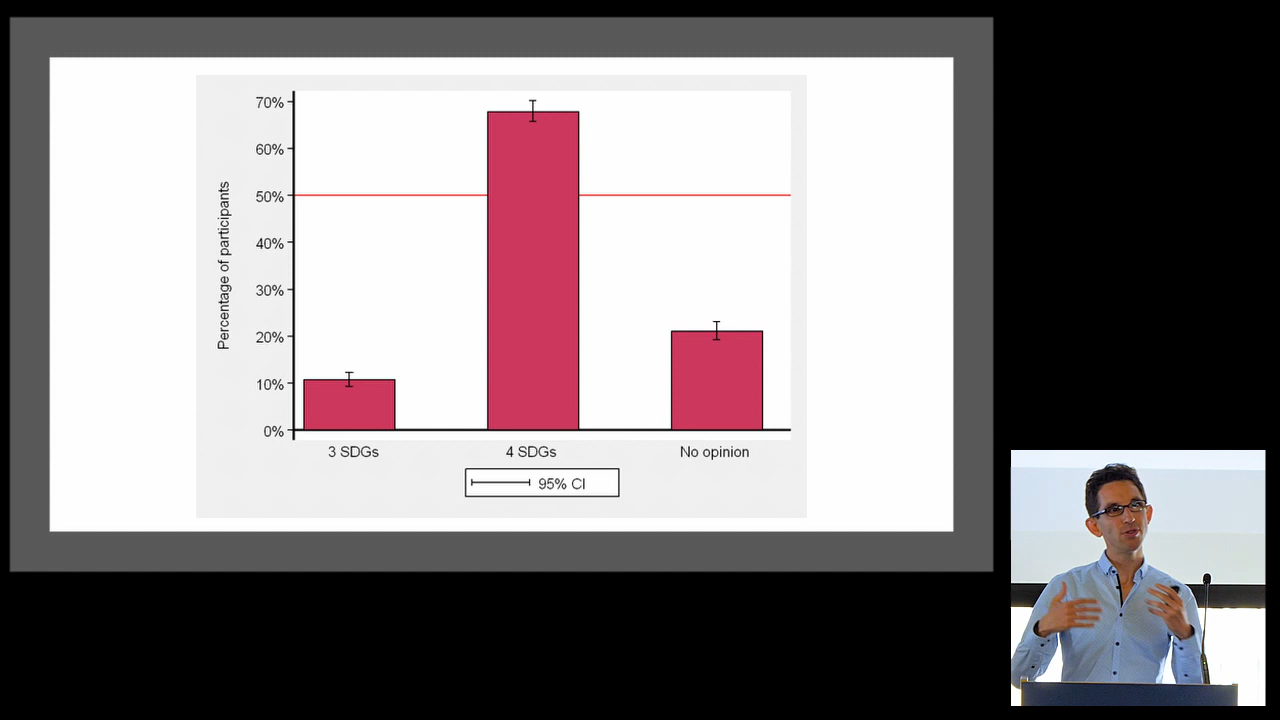 70%
60%
50%
40%
30%
20%
10%
0%
Percentage of participants
3 SDGs
4 SDGs
No opinion
95% CI